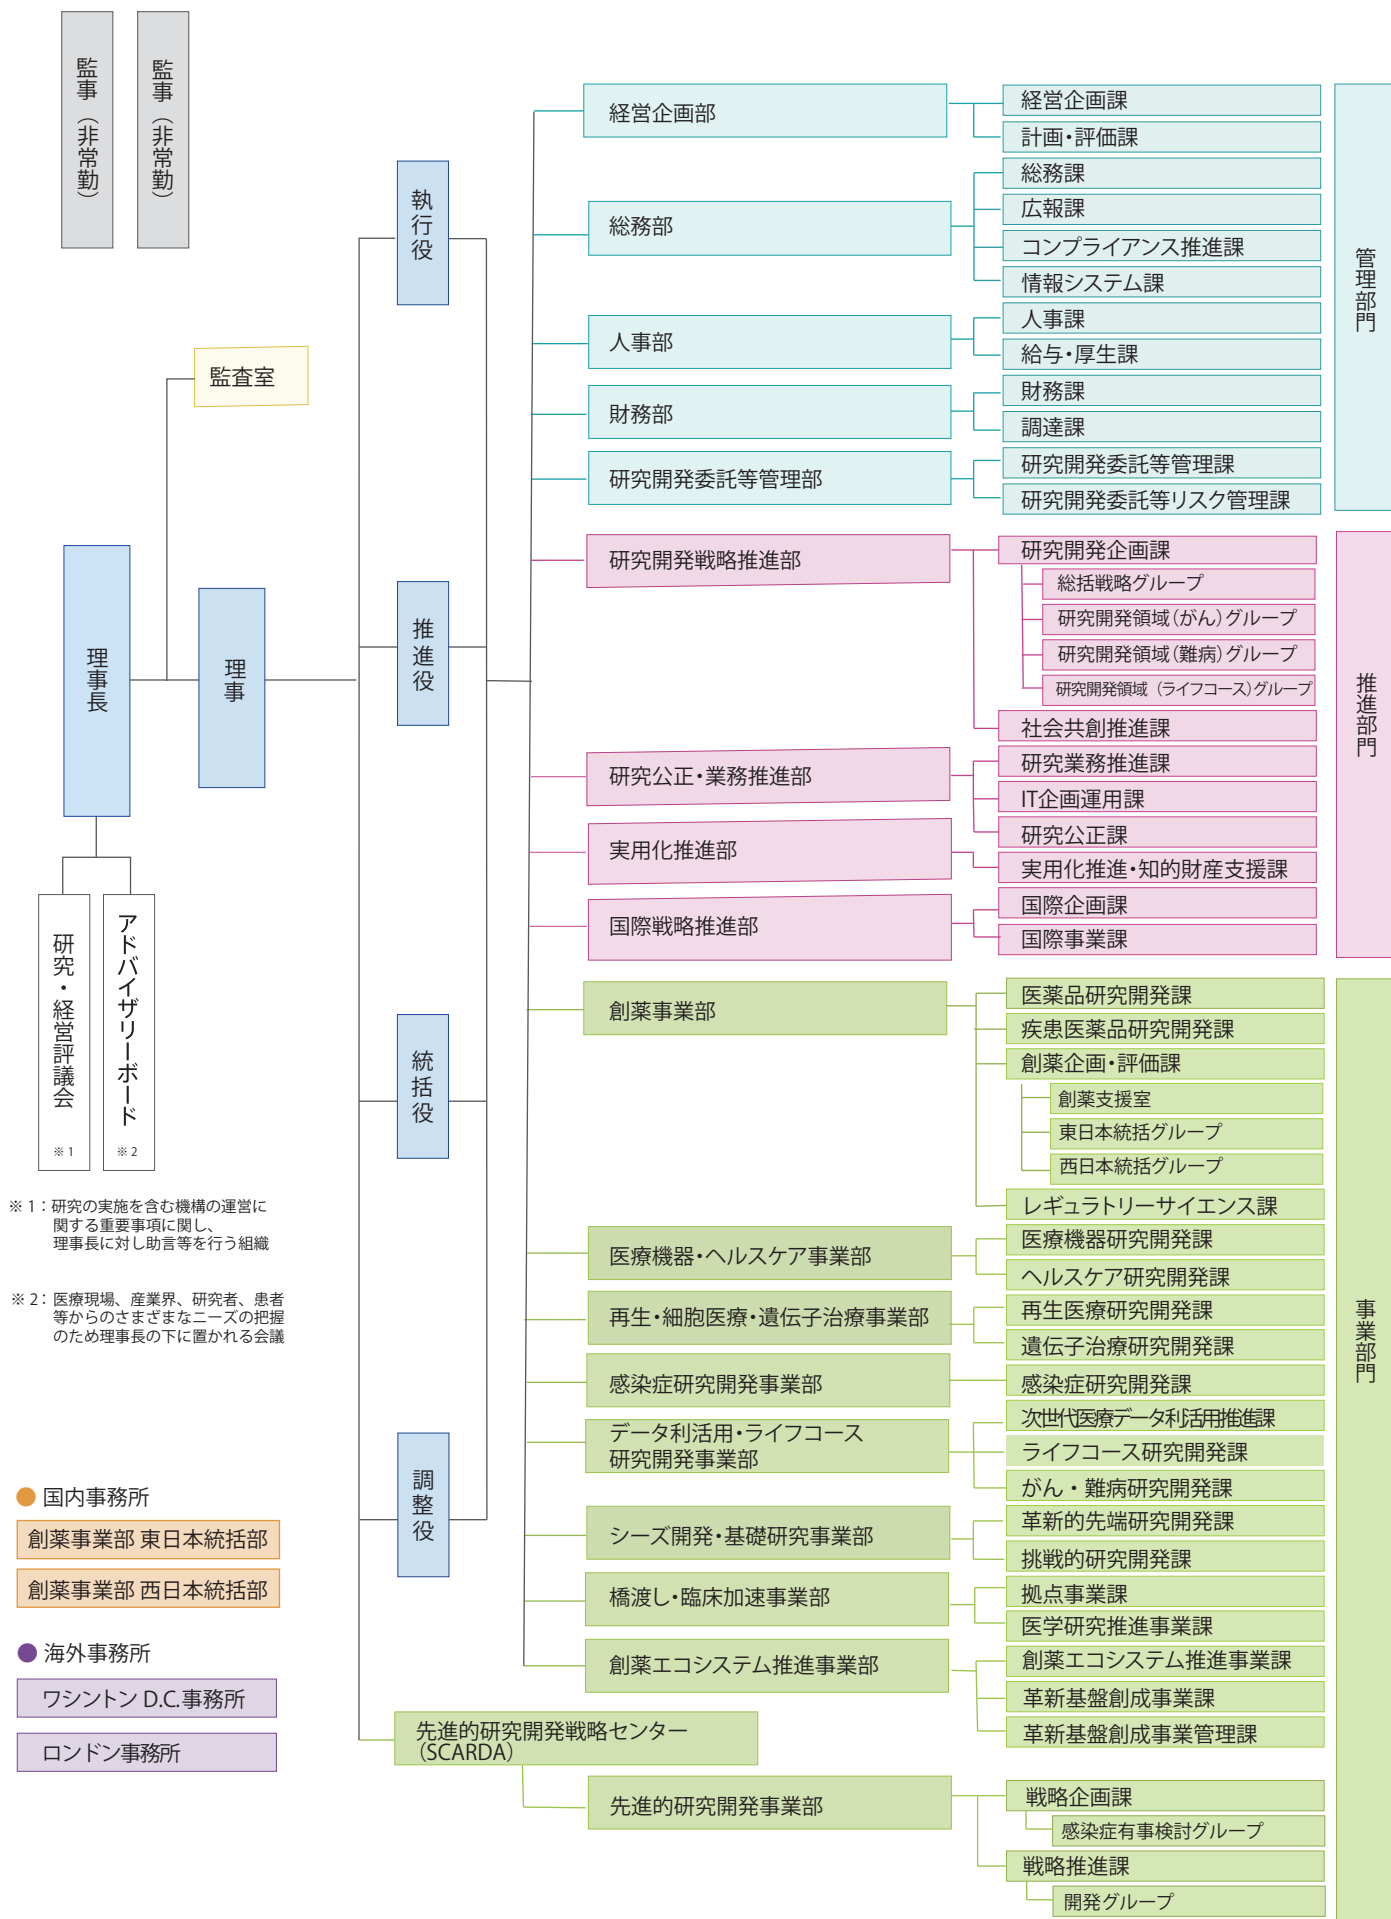 監事（非常勤）
監事（非常勤）
監査室
理事長
理事
執行役
推進役
統括役
調整役
研究・経営評議会
※1
アドバイザリーボード
※2
※1：研究の実施を含む機構の運営に
関する重要事項に関し、
理事長に対し助言等を行う組織
※2：医療現場、産業界、研究者、患者
等からのさまざまなニーズの把握
のため理事長の下に置かれる会議
国内事務所
創薬事業部 東日本統括部
創薬事業部 西日本統括部
海外事務所
ワシントン D.C.事務所
ロンドン事務所
経営企画部
経営企画課
計画・評価課
総務部
総務課
広報課
コンプライアンス推進課
情報システム課
人事部
人事課
給与・厚生課
財務部
財務課
調達課
研究開発委託等管理部
研究開発委託等管理課
研究開発委託等リスク管理課
管理部門
研究開発戦略推進部
研究開発企画課
総括戦略グループ
研究開発領域（がん）グループ
研究開発領域（難病）グループ
研究開発領域（ライフコース）グループ
社会共創推進課
研究公正・業務推進部
研究業務推進課
IT企画運用課
研究公正課
実用化推進部
実用化推進・知的財産支援課
国際戦略推進部
国際企画課
国際事業課
推進部門
創薬事業部
医薬品研究開発課
疾患医薬品研究開発課
創薬企画・評価課
創薬支援室
東日本統括グループ
西日本統括グループ
レギュラトリーサイエンス課
医療機器・ヘルスケア事業部
医療機器研究開発課
ヘルスケア研究開発課
再生・細胞医療・遺伝子治療事業部
再生医療研究開発課
遺伝子治療研究開発課
感染症研究開発事業部
感染症研究開発課
データ利活用・ライフコース
研究開発事業部
次世代医療データ利活用推進課
ライフコース研究開発課
がん・難病研究開発課
シーズ開発・基礎研究事業部
革新的先端研究開発課
挑戦的研究開発課
橋渡し・臨床加速事業部
拠点事業課
医学研究推進事業課
創薬エコシステム推進事業部
創薬エコシステム推進事業課
革新基盤創成事業課
革新基盤創成事業管理課
先進的研究開発戦略センター
（SCARDA）
先進的研究開発事業部
戦略企画課
感染症有事検討グループ
戦略推進課
開発グループ
事業部門